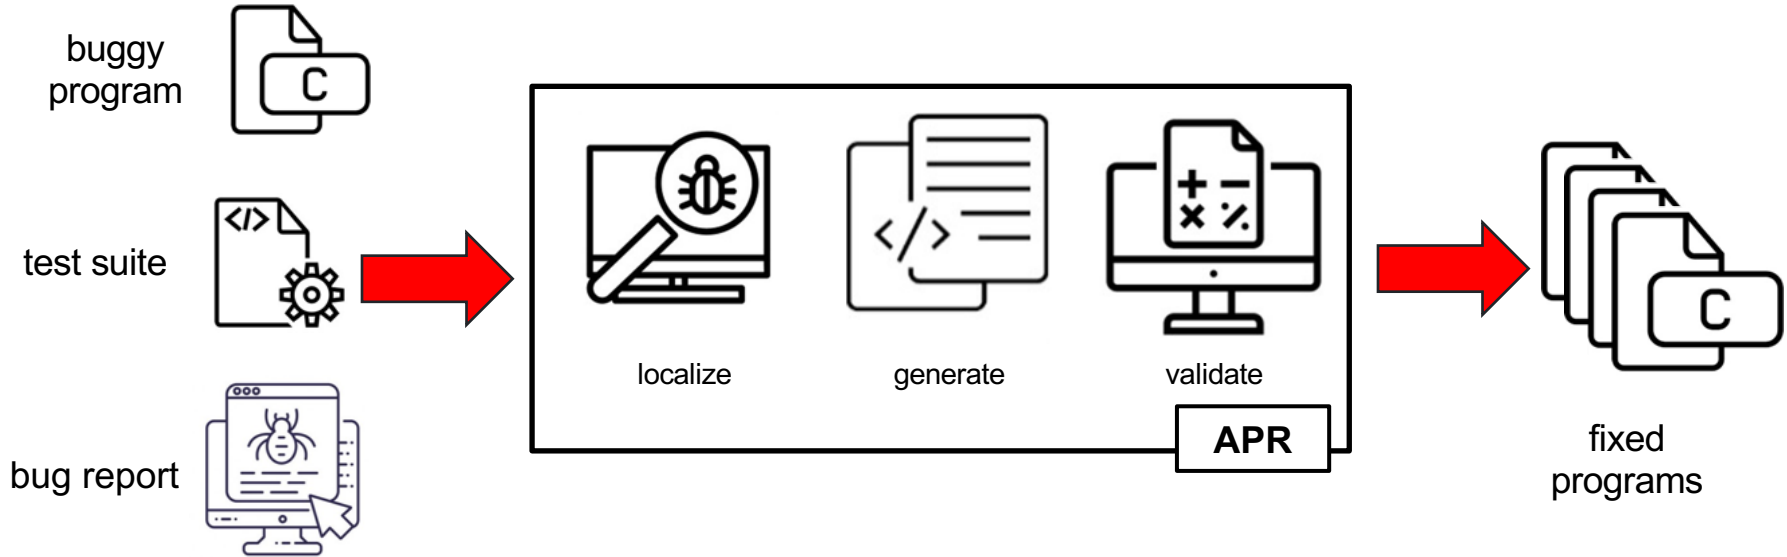 buggy
program
C
</>
test suite
bug report
</>
+ −
× ٪
localize
generate
validate
APR
C
fixed
programs